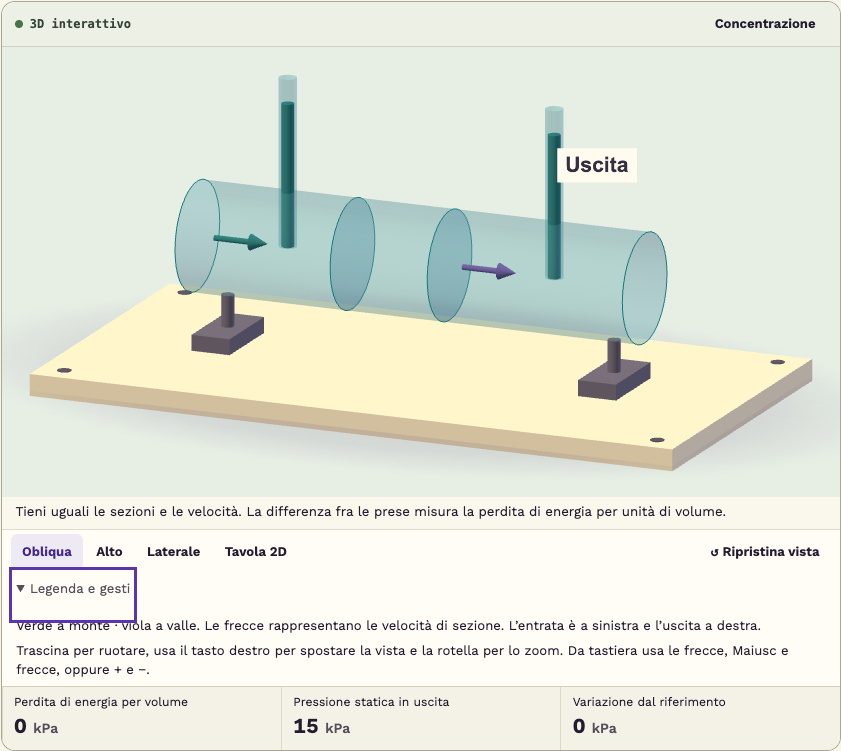 3D interattivo
Concentrazione
Uscita
Tieni uguali le sezioni e le velocità. La differenza fra le prese misura la perdita di energia per unità di volume.
Obliqua Alto Laterale Tavola 2D ↺ Ripristina vista
▼ Legenda e gesti
Verde a monte · viola a valle. Le frecce rappresentano le velocità di sezione. L’entrata è a sinistra e l’uscita a destra.
Trascina per ruotare, usa il tasto destro per spostare la vista e la rotella per lo zoom. Da tastiera usa le frecce, Maiusc e
frecce, oppure + e −.
Perdita di energia per volume
0 kPa
Pressione statica in uscita
15 kPa
Variazione dal riferimento
0 kPa